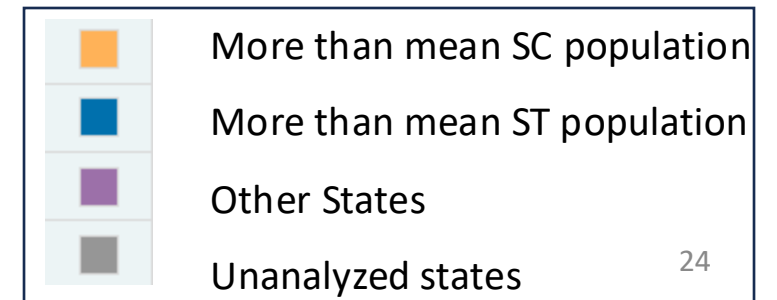 More than mean SC population
More than mean ST population
Other States
Unanalyzed states
24